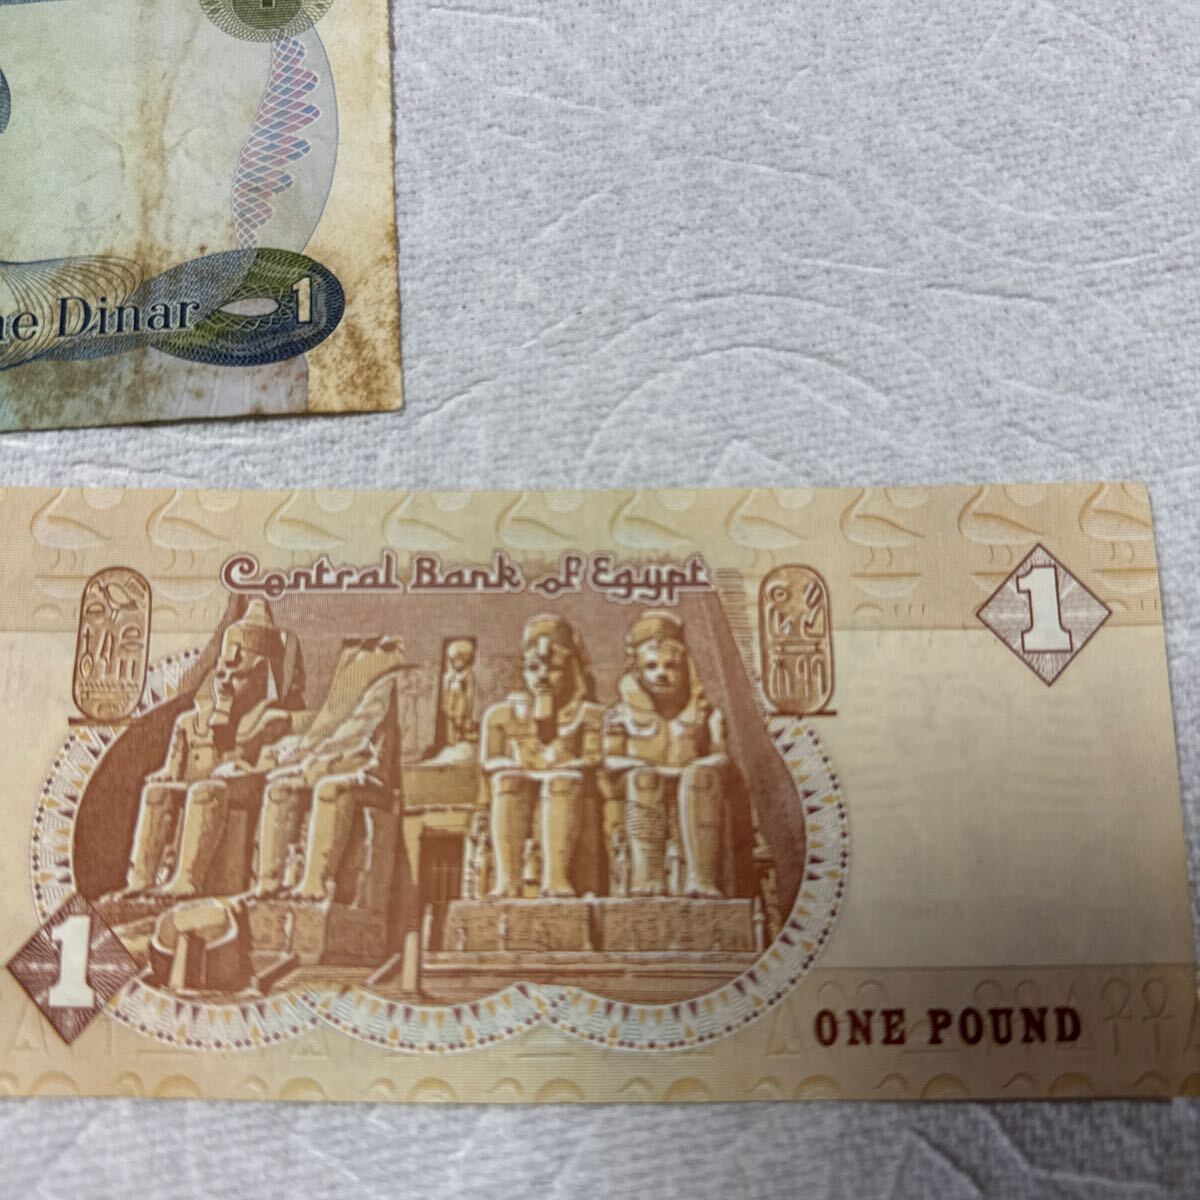 Dinar 1
Central Bank of Egypt
1
1
ONE POUND